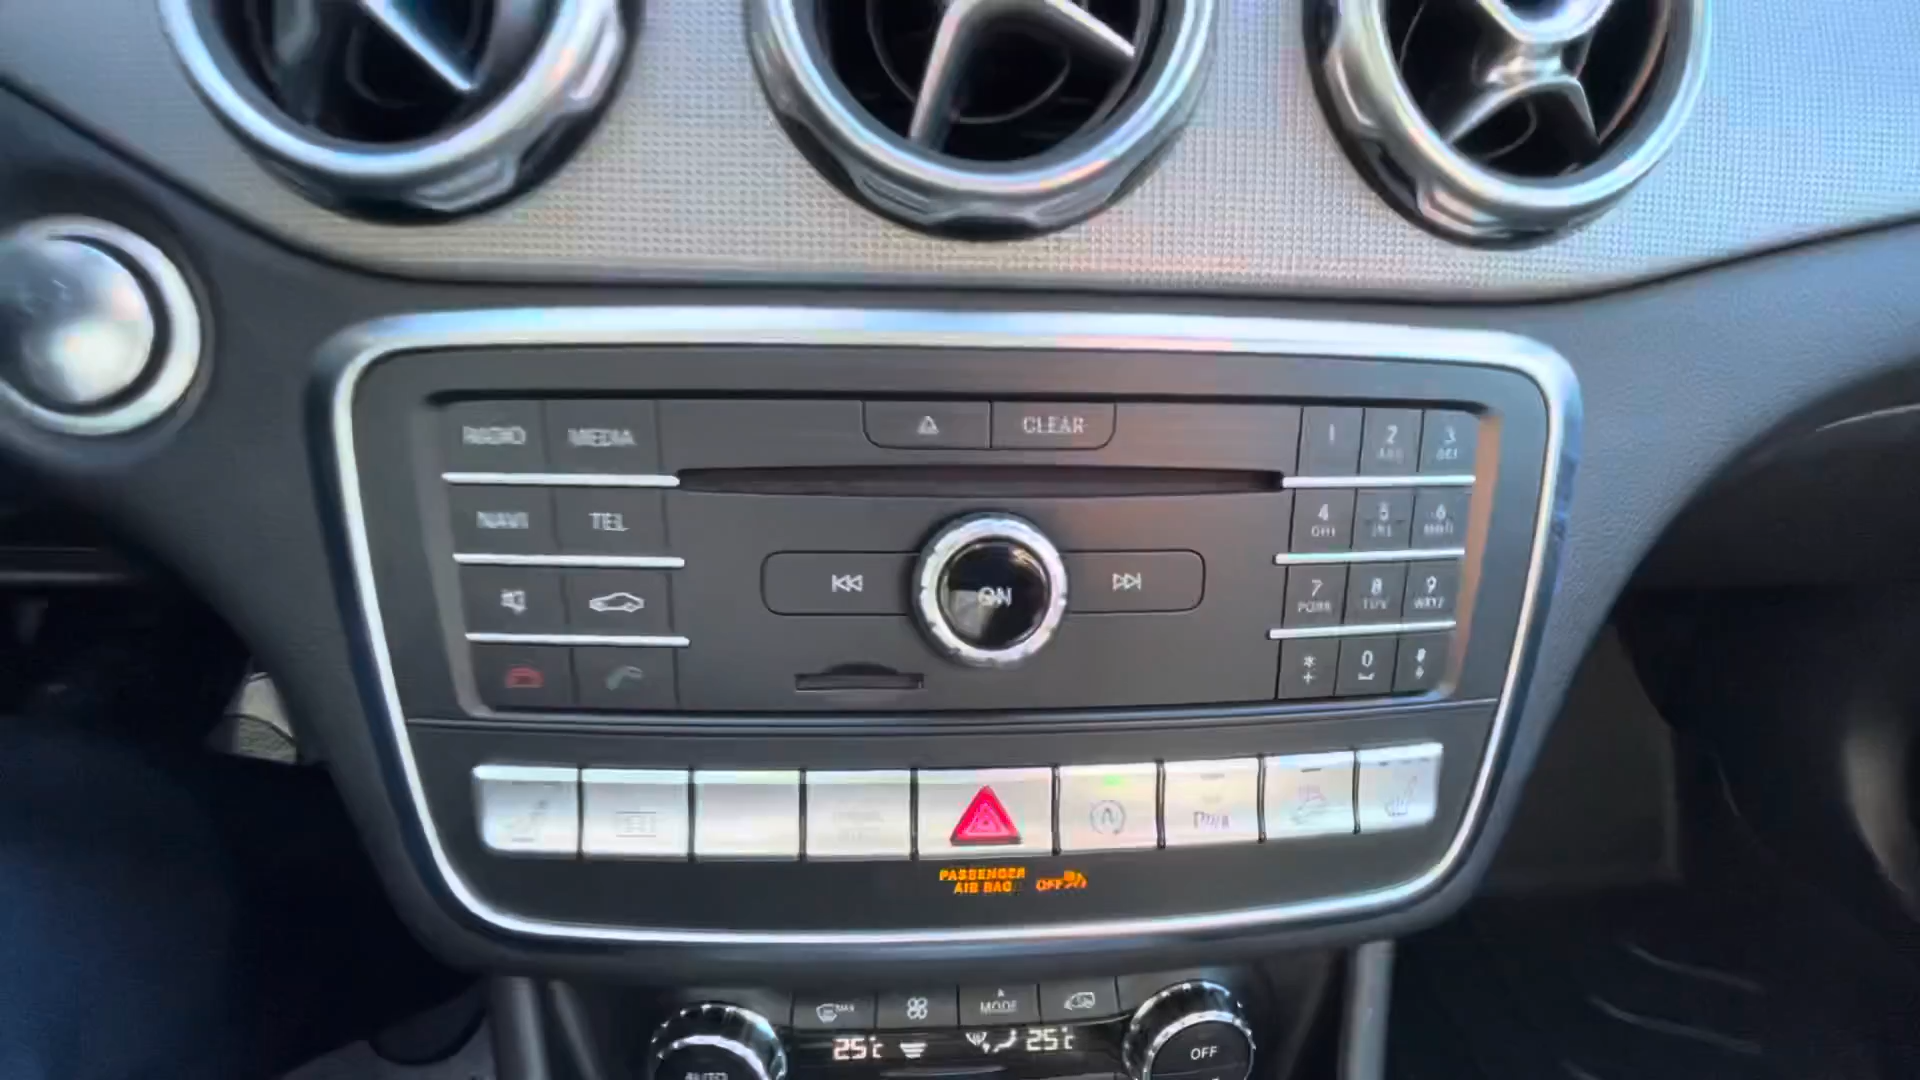 RADIO MEDIA
CLEAR
1 2 ABC 3 DEF
NAVI TEL
4 GHI 5 JKL 6 MNO
ON
7 PQRS 8 TUV 9 WXYZ
* + 0 #
PASSENGER
AIR BAG OFF
MAX
MODE
25°C 25°C
AUTO
OFF